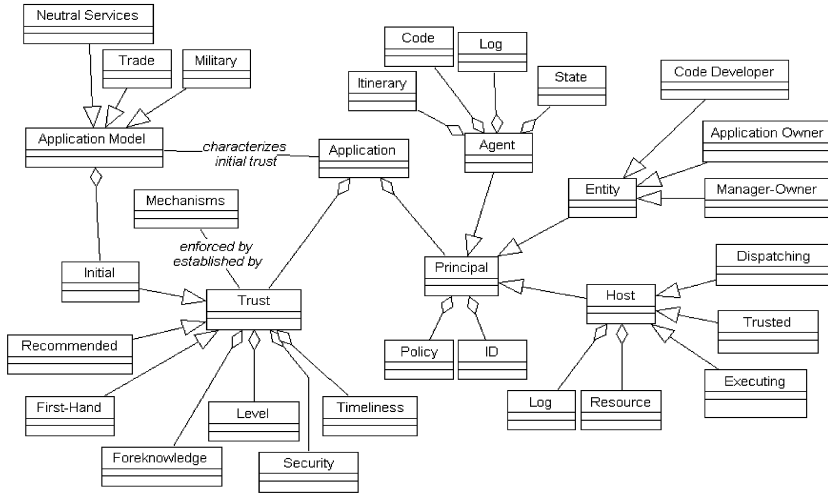 Neutral Services
Trade
Military
Application Model
characterizes
initial trust
Application
Code
Log
State
Itinerary
Agent
Code Developer
Application Owner
Entity
Manager-Owner
Mechanisms
enforced by
established by
Initial
Trust
Principal
Host
Dispatching
Trusted
Executing
Policy
ID
Log
Resource
Recommended
First-Hand
Foreknowledge
Level
Security
Timeliness